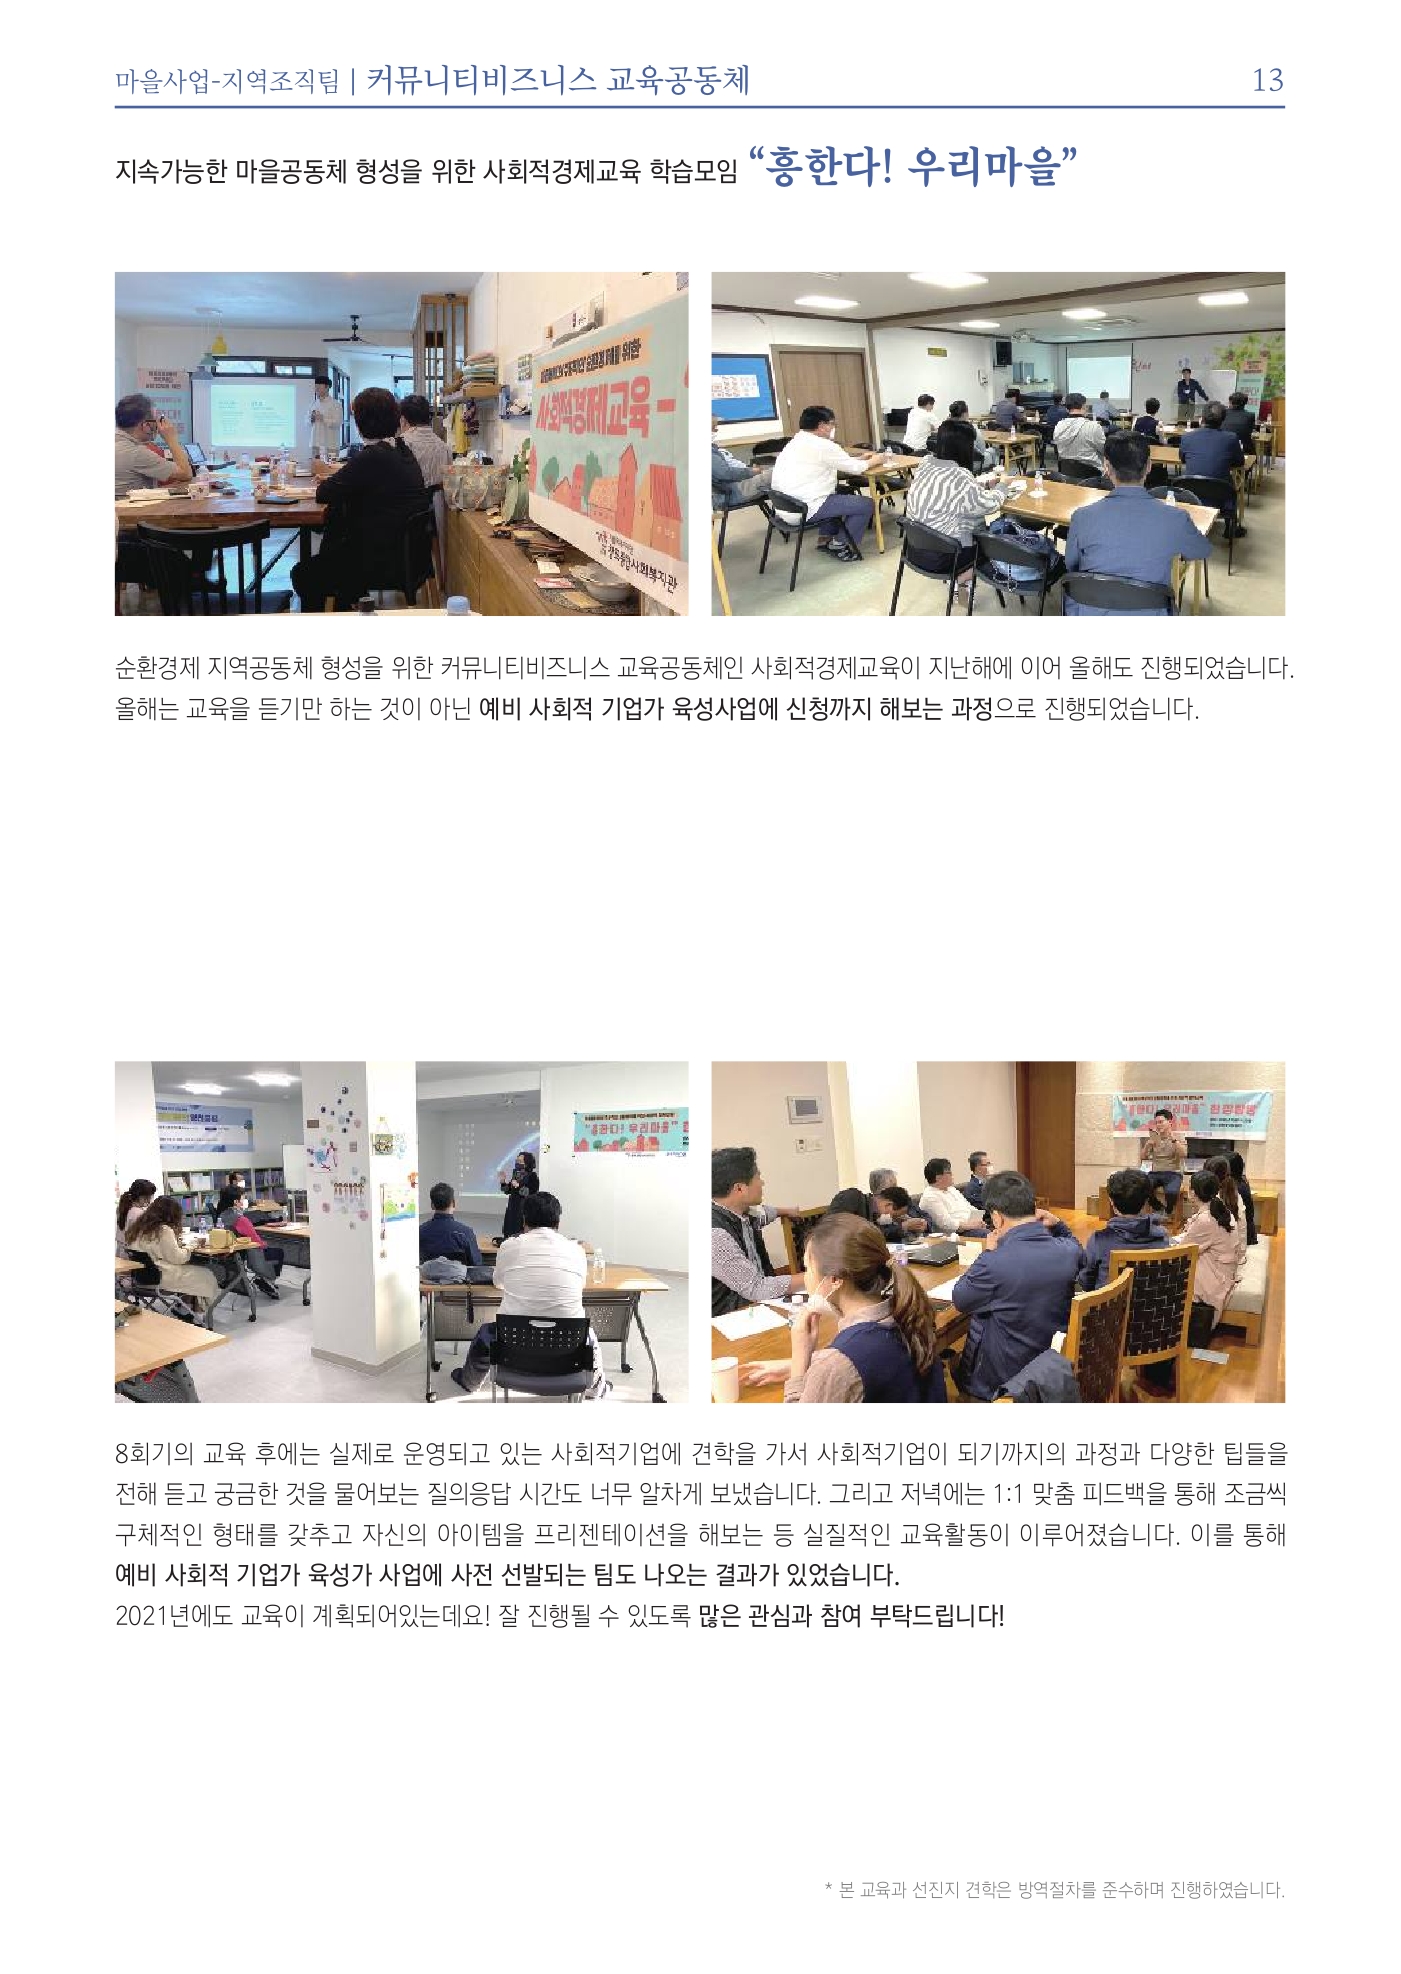 마을사업-지역조직팀 | 커뮤니티비즈니스 교육공동체
13
지속가능한 마을공동체 형성을 위한 사회적경제교육 학습모임 “흥한다! 우리마을”
사회적경제교육
사회복지관
순환경제 지역공동체 형성을 위한 커뮤니티비즈니스 교육공동체인 사회적경제교육이 지난해에 이어 올해도 진행되었습니다.
올해는 교육을 듣기만 하는 것이 아닌 예비 사회적 기업가 육성사업에 신청까지 해보는 과정으로 진행되었습니다.
“흥한다! 우리마을”
“흥한다! 우리마을” 현장탐방
8회기의 교육 후에는 실제로 운영되고 있는 사회적기업에 견학을 가서 사회적기업이 되기까지의 과정과 다양한 팁들을
전해 듣고 궁금한 것을 물어보는 질의응답 시간도 너무 알차게 보냈습니다. 그리고 저녁에는 1:1 맞춤 피드백을 통해 조금씩
구체적인 형태를 갖추고 자신의 아이템을 프리젠테이션을 해보는 등 실질적인 교육활동이 이루어졌습니다. 이를 통해
예비 사회적 기업가 육성가 사업에 사전 선발되는 팀도 나오는 결과가 있었습니다.
2021년에도 교육이 계획되어있는데요! 잘 진행될 수 있도록 많은 관심과 참여 부탁드립니다!
* 본 교육과 선진지 견학은 방역절차를 준수하며 진행하였습니다.